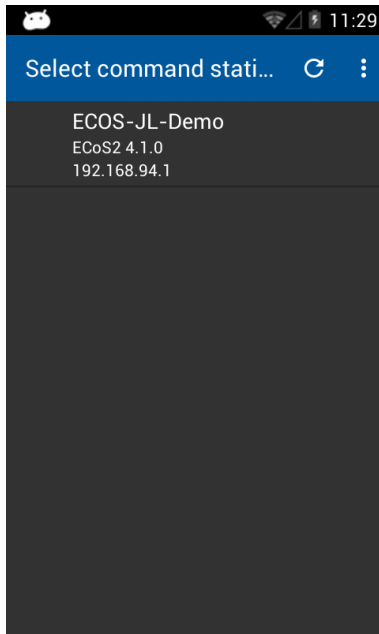 11:29
Select command stati...
ECOS-JL-Demo
ECoS2 4.1.0
192.168.94.1